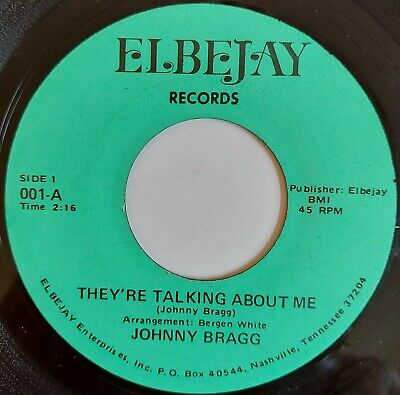 ELBEJAY
RECORDS
SIDE 1
001-A
Time 2:16
Publisher: Elbejay
BMI
45 RPM
THEY'RE TALKING ABOUT ME
(Johnny Bragg)
Arrangement: Bergen White
JOHNNY BRAGG
ELBEJAY Enterprises, Inc. P. O. Box 40544, Nashville, Tennessee 37204